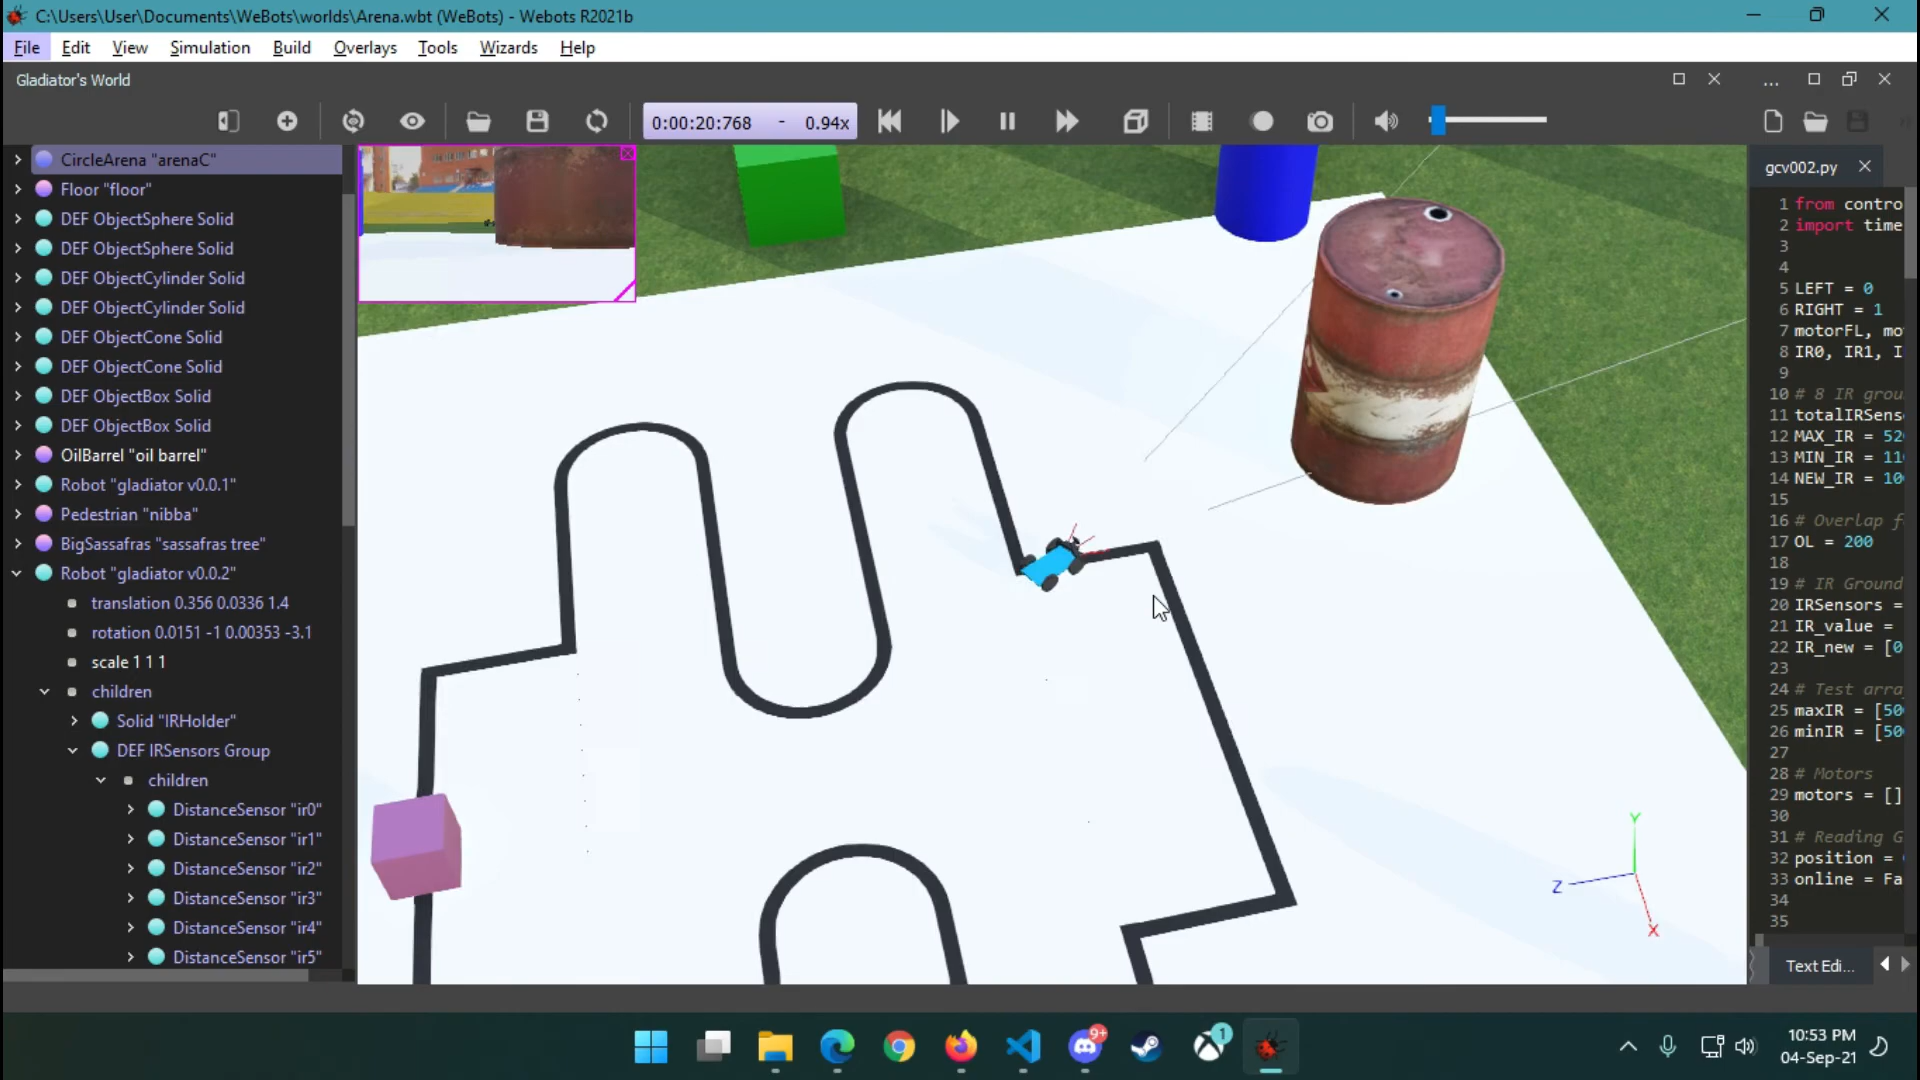 C:\Users\User\Documents\WeBots\worlds\Arena.wbt (WeBots) - Webots R2021b
File Edit View Simulation Build Overlays Tools Wizards Help
Gladiator's World
...
0:00:20:768 - 0.94x
CircleArena "arenaC"
Floor "floor"
DEF ObjectSphere Solid
DEF ObjectSphere Solid
DEF ObjectCylinder Solid
DEF ObjectCylinder Solid
DEF ObjectCone Solid
DEF ObjectCone Solid
DEF ObjectBox Solid
DEF ObjectBox Solid
OilBarrel "oil barrel"
Robot "gladiator v0.0.1"
Pedestrian "nibba"
BigSassafras "sassafras tree"
Robot "gladiator v0.0.2"
translation 0.356 0.0336 1.4
rotation 0.0151 -1 0.00353 -3.1
scale 1 1 1
children
Solid "IRHolder"
DEF IRSensors Group
children
DistanceSensor "ir0"
DistanceSensor "ir1"
DistanceSensor "ir2"
DistanceSensor "ir3"
DistanceSensor "ir4"
DistanceSensor "ir5"
Y
Z
X
gcv002.py
1 from contro
2 import time
3
4
5 LEFT = 0
6 RIGHT = 1
7 motorFL, mo
8 IR0, IR1, I
9
10 # 8 IR grou
11 totalIRSens
12 MAX_IR = 52
13 MIN_IR = 11
14 NEW_IR = 10
15
16 # Overlap f
17 OL = 200
18
19 # IR Ground
20 IRSensors =
21 IR_value =
22 IR_new = [0
23
24 # Test arra
25 maxIR = [50
26 minIR = [50
27
28 # Motors
29 motors = []
30
31 # Reading G
32 position =
33 online = Fa
34
35
Text Edi...
9+
1
10:53 PM
04-Sep-21